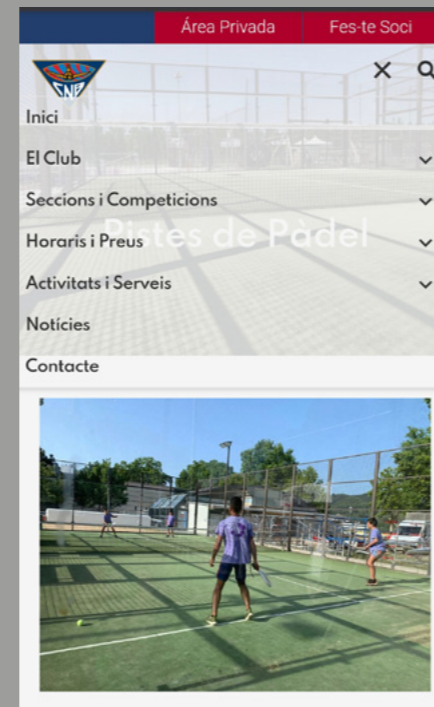 Área Privada Fes-te Soci
CNB
Inici
El Club
Seccions i Competicions
Pistes de Pàdel
Horaris i Preus
Activitats i Serveis
Notícies
Contacte